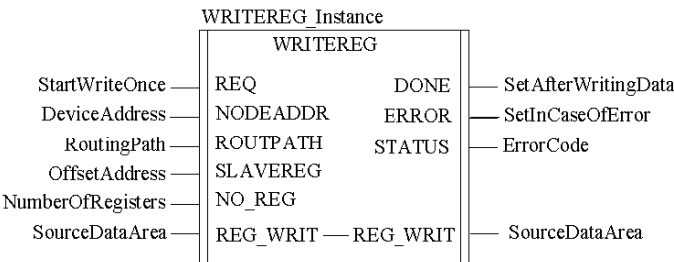 WRITEREG_Instance
WRITEREG
StartWriteOnce REQ DONE SetAfterWritingData
DeviceAddress NODEADDR ERROR SetInCaseOfError
RoutingPath ROUTPATH STATUS ErrorCode
OffsetAddress SLAVEREG
NumberOfRegisters NO_REG
SourceDataArea REG_WRIT REG_WRIT SourceDataArea